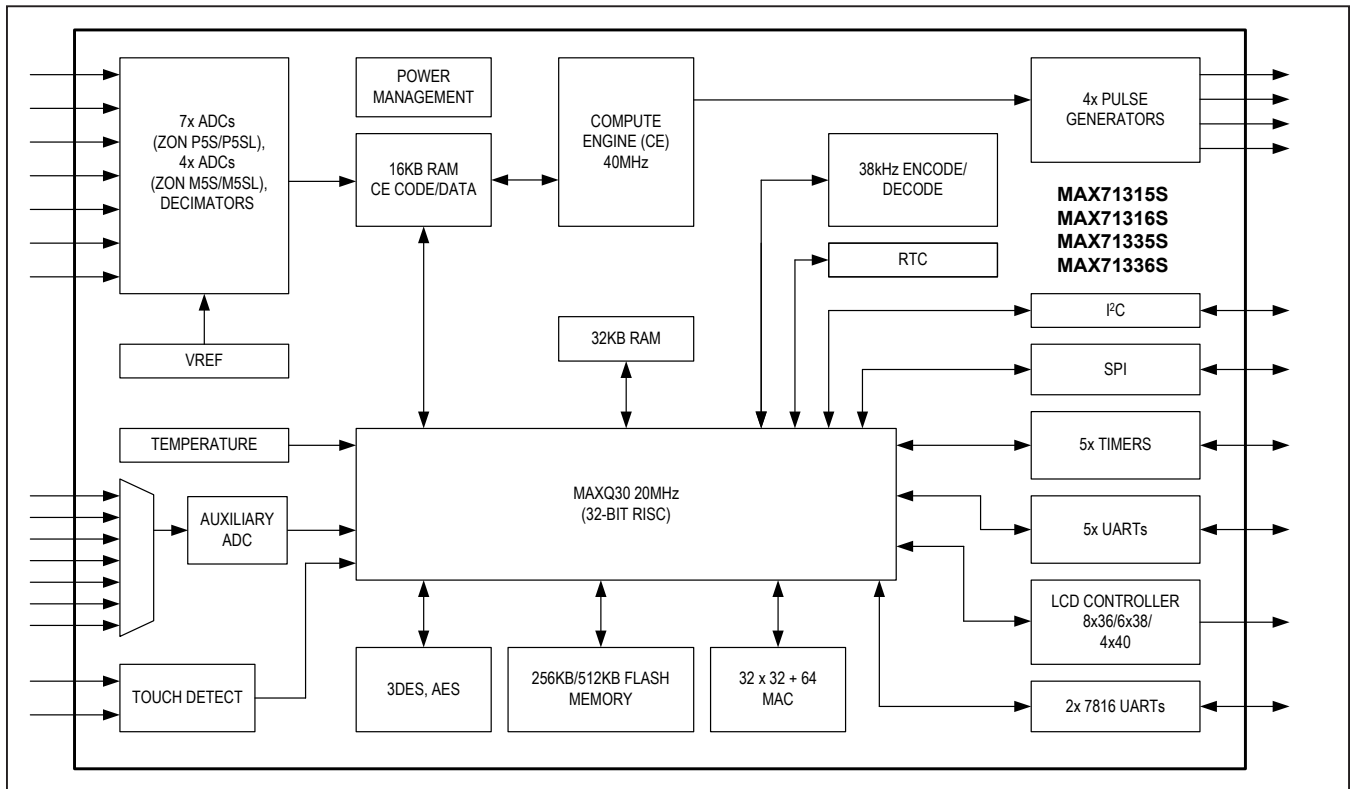 7x ADCs
(ZON P5S/P5SL),
4x ADCs
(ZON M5S/M5SL),
DECIMATORS
POWER
MANAGEMENT
16KB RAM
CE CODE/DATA
COMPUTE
ENGINE (CE)
40MHz
4x PULSE
GENERATORS
38kHz ENCODE/
DECODE
RTC
MAX71315S
MAX71316S
MAX71335S
MAX71336S
VREF
32KB RAM
I²C
SPI
TEMPERATURE
MAXQ30 20MHz
(32-BIT RISC)
5x TIMERS
AUXILIARY
ADC
5x UARTs
LCD CONTROLLER
8x36/6x38/
4x40
TOUCH DETECT
3DES, AES
256KB/512KB FLASH
MEMORY
32 x 32 + 64
MAC
2x 7816 UARTs